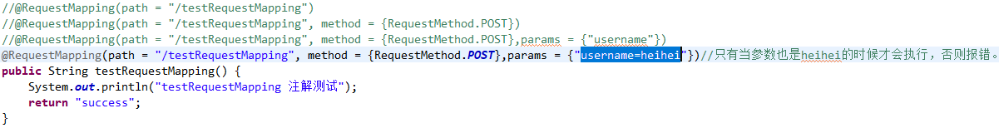 //@RequestMapping(path = "/testRequestMapping")
//@RequestMapping(path = "/testRequestMapping", method = {RequestMethod.POST})
//@RequestMapping(path = "/testRequestMapping", method = {RequestMethod.POST},params = {"username"})
@RequestMapping(path = "/testRequestMapping", method = {RequestMethod.POST},params = {"username=heihei"})//只有当参数也是heihei的时候才会执行，否则报错。
public String testRequestMapping() {
    System.out.println("testRequestMapping 注解测试");
    return "success";
}